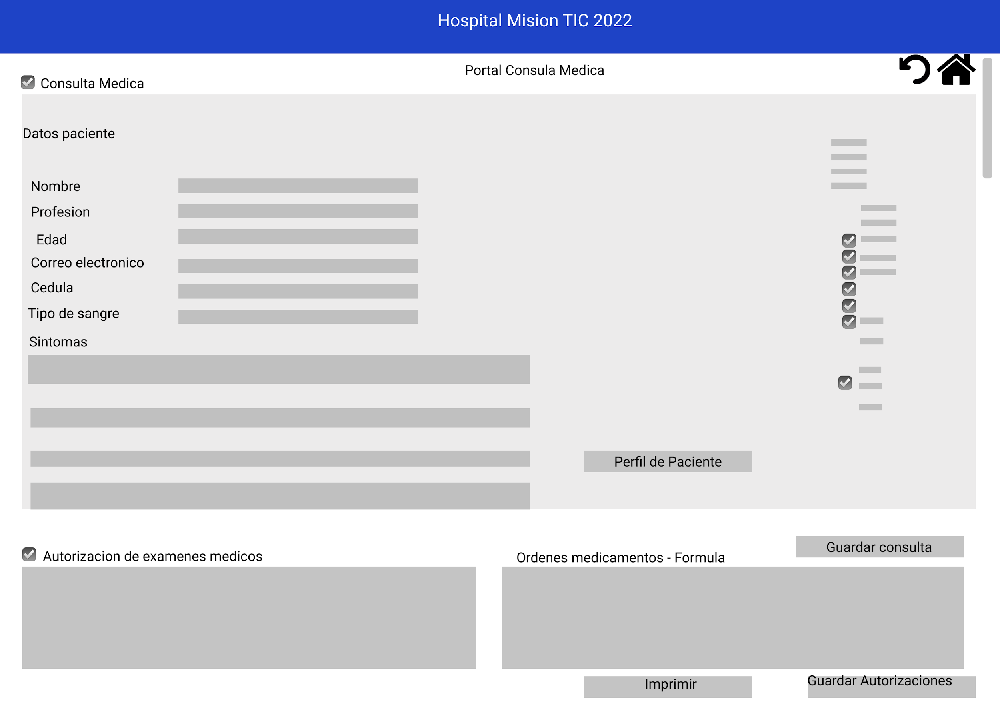 Hospital Mision TIC 2022
Portal Consula Medica
Consulta Medica
Datos paciente
Nombre
Profesion
Edad
Correo electronico
Cedula
Tipo de sangre
Sintomas
Perfil de Paciente
Guardar consulta
Autorizacion de examenes medicos
Ordenes medicamentos - Formula
Imprimir
Guardar Autorizaciones